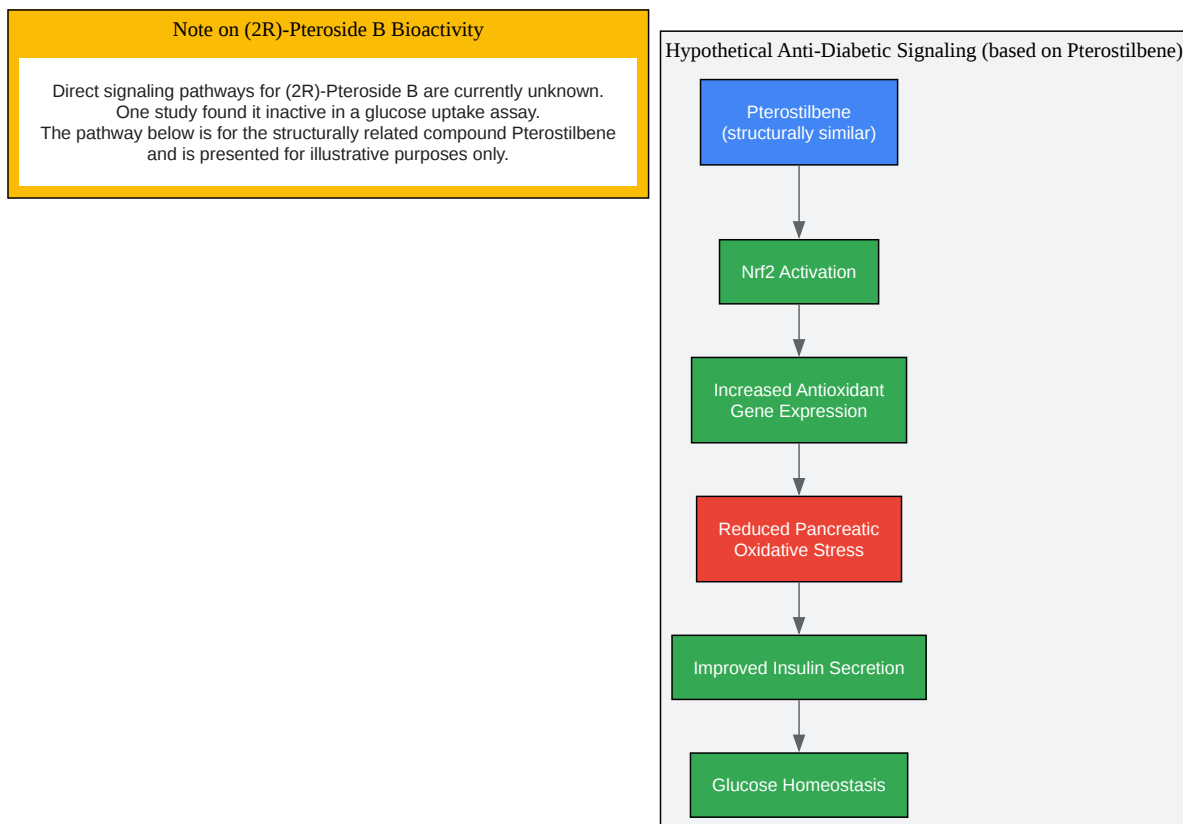 Note on (2R)-Pteroside B Bioactivity
Direct signaling pathways for (2R)-Pteroside B are currently unknown.
One study found it inactive in a glucose uptake assay.
The pathway below is for the structurally related compound Pterostilbene
and is presented for illustrative purposes only.
Hypothetical Anti-Diabetic Signaling (based on Pterostilbene)
Pterostilbene
(structurally similar)
Nrf2 Activation
Increased Antioxidant
Gene Expression
Reduced Pancreatic
Oxidative Stress
Improved Insulin Secretion
Glucose Homeostasis